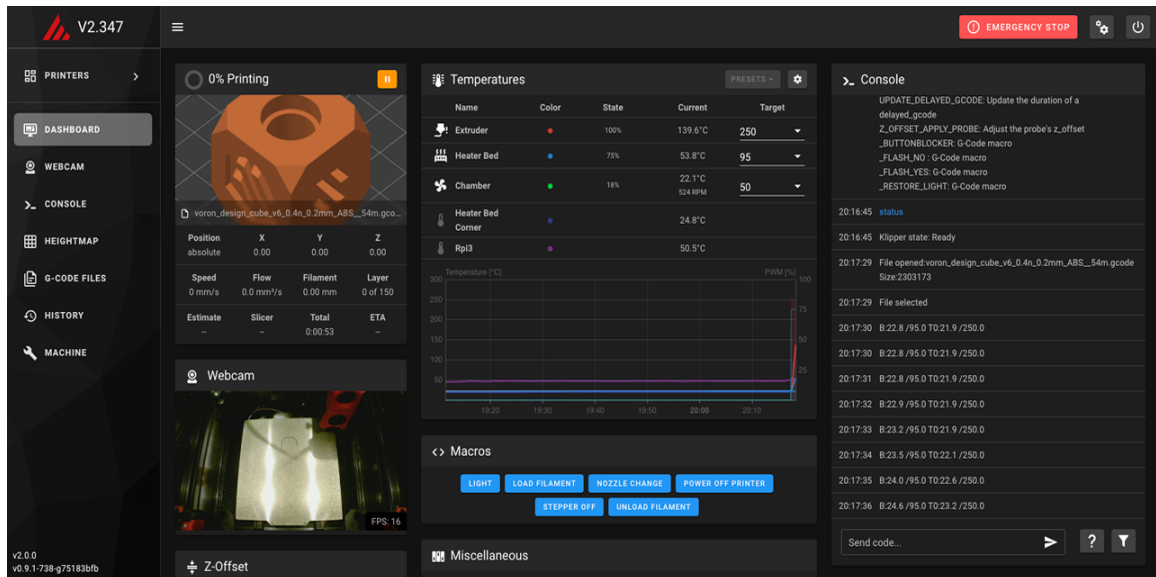 V2.347
EMERGENCY STOP
PRINTERS
DASHBOARD
WEBCAM
CONSOLE
HEIGHTMAP
G-CODE FILES
HISTORY
MACHINE
v2.0.0
v0.9.1-738-g75183bfb
0% Printing
voron_design_cube_v6_0.4n_0.2mm_ABS__54m.gco...
Position X Y Z
absolute 0.00 0.00 0.00
Speed Flow Filament Layer
0 mm/s 0.0 mm³/s 0.00 mm 0 of 150
Estimate Slicer Total ETA
-- -- 0:00:53 --
Webcam
FPS: 16
Z-Offset
Temperatures
PRESETS
Name Color State Current Target
Extruder 100% 139.6°C 250
Heater Bed 75% 53.8°C 95
Chamber 18% 22.1°C 50
524 RPM
Heater Bed
Corner 24.8°C
Rpi3 50.5°C
Temperature [°C] PWM [%]
300 100
250
75
200
150 50
100
25
50
19:20 19:30 19:40 19:50 20:00 20:10
Macros
LIGHT LOAD FILAMENT NOZZLE CHANGE POWER OFF PRINTER
STEPPER OFF UNLOAD FILAMENT
Miscellaneous
Console
UPDATE_DELAYED_GCODE: Update the duration of a
delayed_gcode
Z_OFFSET_APPLY_PROBE: Adjust the probe's z_offset
_BUTTONBLOCKER: G-Code macro
_FLASH_NO : G-Code macro
_FLASH_YES: G-Code macro
_RESTORE_LIGHT: G-Code macro
20:16:45 status
20:16:45 Klipper state: Ready
20:17:29 File opened:voron_design_cube_v6_0.4n_0.2mm_ABS__54m.gcode
Size:2303173
20:17:29 File selected
20:17:30 B:22.8 /95.0 T0:21.9 /250.0
20:17:30 B:22.8 /95.0 T0:21.9 /250.0
20:17:31 B:22.8 /95.0 T0:21.9 /250.0
20:17:32 B:22.9 /95.0 T0:21.9 /250.0
20:17:33 B:23.2 /95.0 T0:21.9 /250.0
20:17:34 B:23.5 /95.0 T0:22.1 /250.0
20:17:35 B:24.0 /95.0 T0:22.6 /250.0
20:17:36 B:24.6 /95.0 T0:23.2 /250.0
Send code...
?